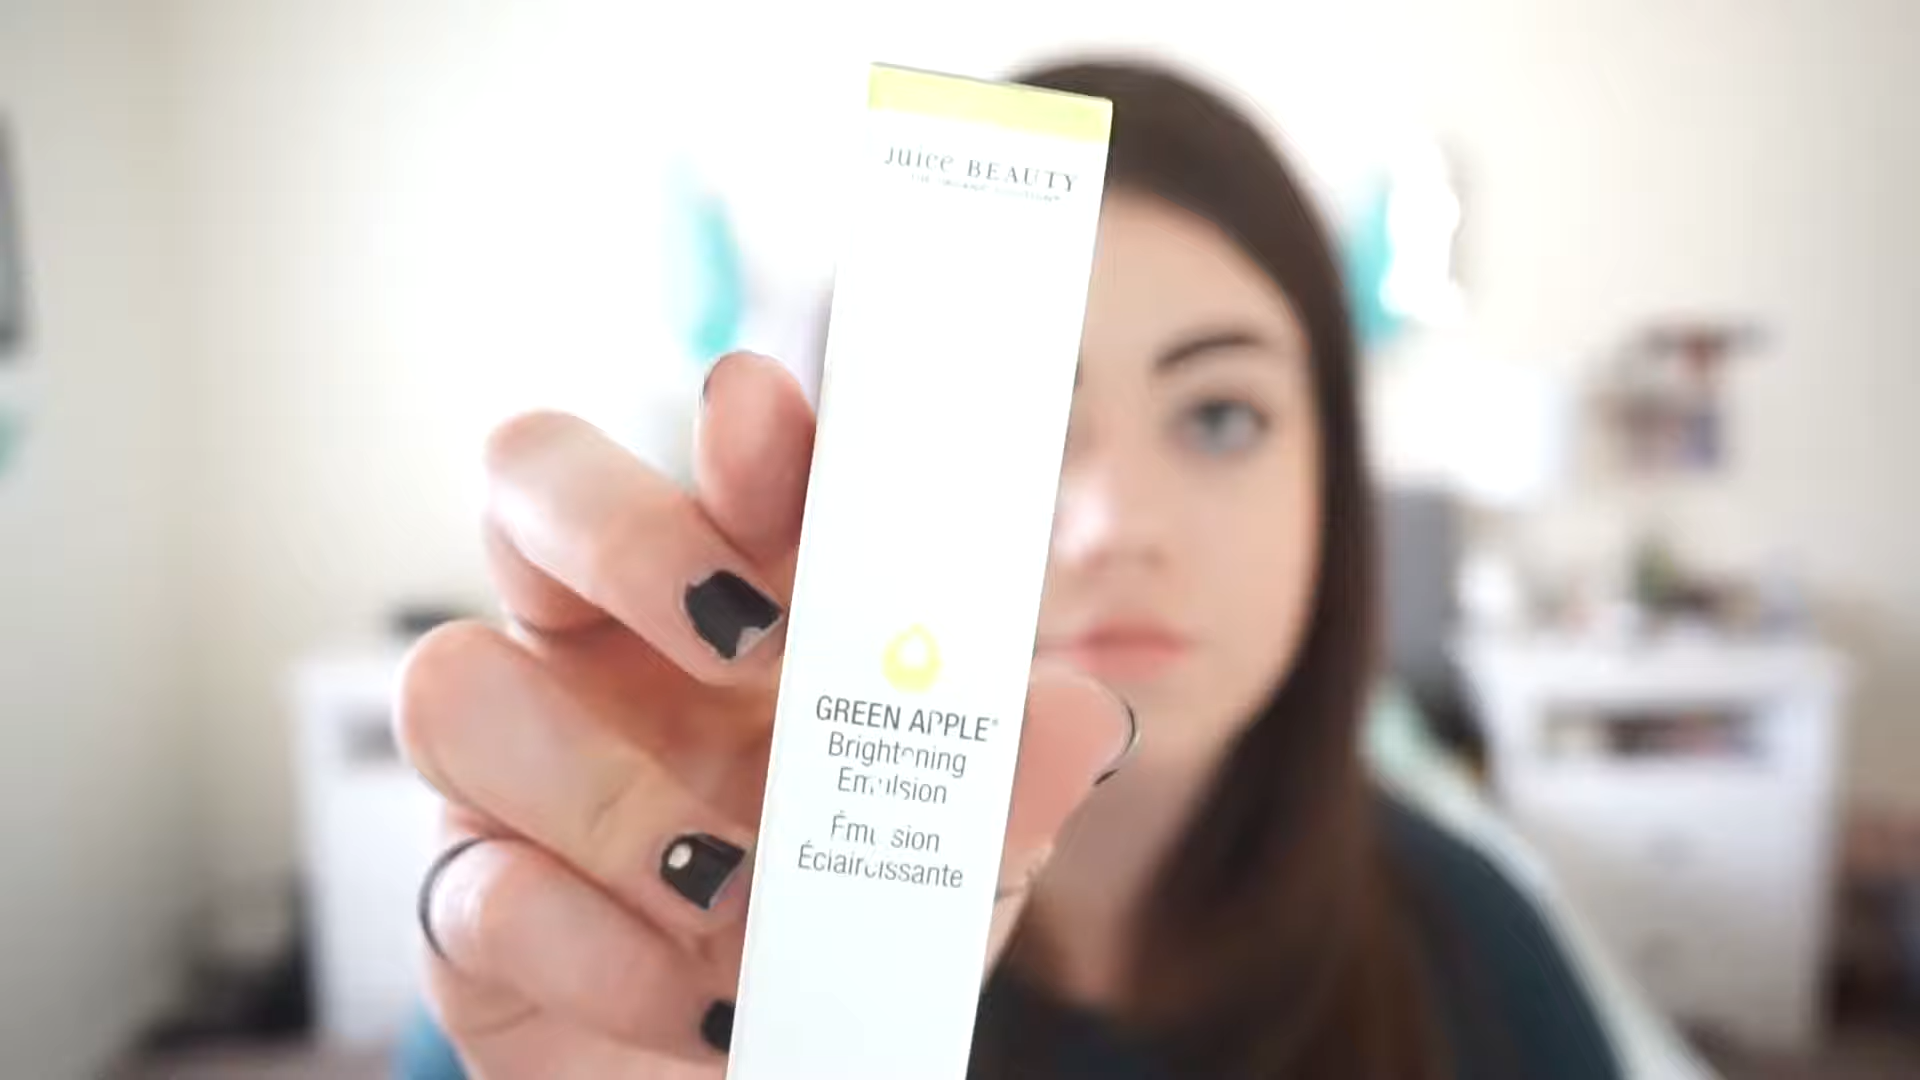 Juice BEAUTY
GREEN APPLE®
Brightening
Emulsion
Émulsion
Éclaircissante